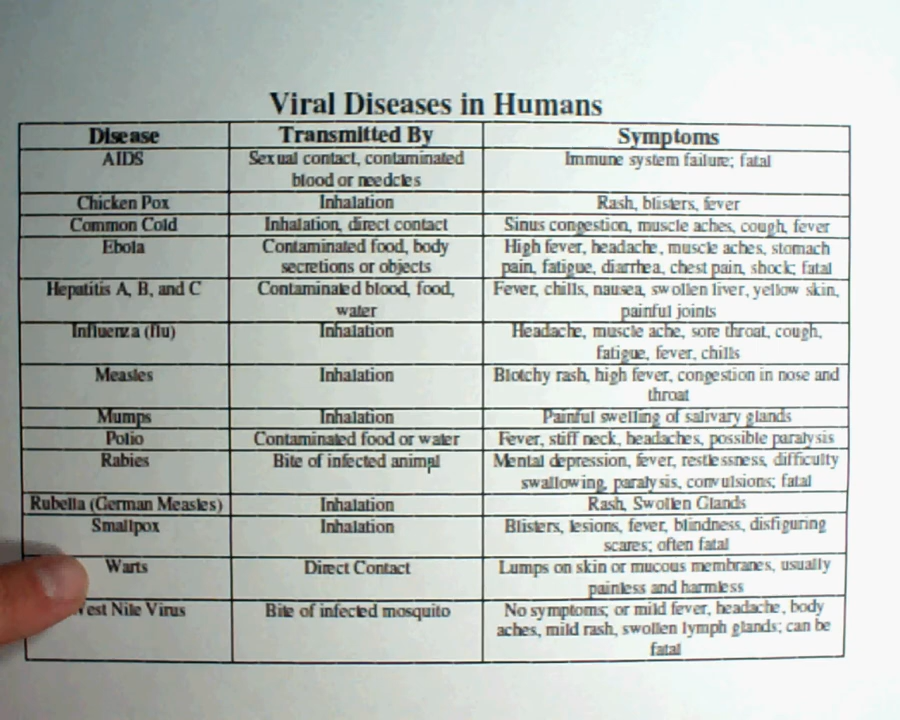 Viral Diseases in Humans
Disease Transmitted By Symptoms
AIDS Sexual contact, contaminated Immune system failure; fatal
blood or needles
Chicken Pox Inhalation Rash, blisters, fever
Common Cold Inhalation, direct contact Sinus congestion, muscle aches, cough, fever
Ebola Contaminated food, body High fever, headache, muscle aches, stomach
secretions or objects pain, fatigue, diarrhea, chest pain, shock; fatal
Hepatitis A, B, and C Contaminated blood, food, Fever, chills, nausea, swollen liver, yellow skin,
water painful joints
Influenza (flu) Inhalation Headache, muscle ache, sore throat, cough,
fatigue, fever, chills
Measles Inhalation Blotchy rash, high fever, congestion in nose and
throat
Mumps Inhalation Painful swelling of salivary glands
Polio Contaminated food or water Fever, stiff neck, headaches, possible paralysis
Rabies Bite of infected animal Mental depression, fever, restlessness, difficulty
swallowing, paralysis, convulsions; fatal
Rubella (German Measles) Inhalation Rash, Swollen Glands
Smallpox Inhalation Blisters, lesions, fever, blindness, disfiguring
scares; often fatal
Warts Direct Contact Lumps on skin or mucous membranes, usually
painless and harmless
West Nile Virus Bite of infected mosquito No symptoms; or mild fever, headache, body
aches, mild rash, swollen lymph glands; can be
fatal